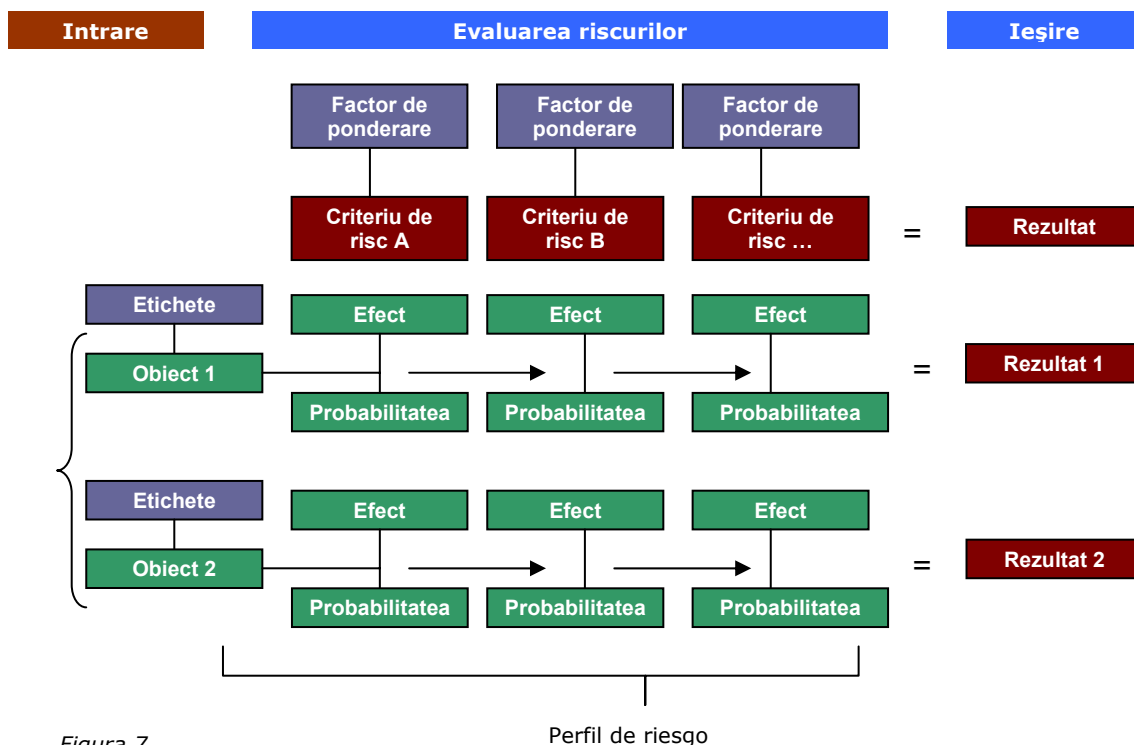 Intrare
Evaluarea riscurilor
Ieşire
Factor de
ponderare
Factor de
ponderare
Factor de
ponderare
Criteriu de
risc A
Criteriu de
risc B
Criteriu de
risc …
=
Rezultat
Etichete
Efect
Efect
Efect
Obiect 1
=
Rezultat 1
Probabilitatea
Probabilitatea
Probabilitatea
Etichete
Efect
Efect
Efect
Obiect 2
=
Rezultat 2
Probabilitatea
Probabilitatea
Probabilitatea
Perfil de riesgo
Figura 7